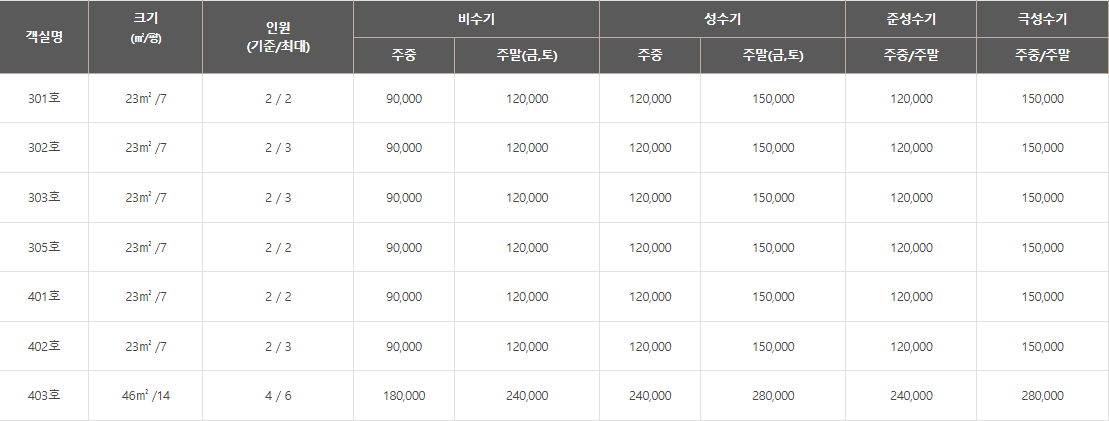 객실명 크기 (㎡/평) 인원 (기준/최대) 비수기 성수기 준성수기 극성수기
주중 주말(금,토) 주중 주말(금,토) 주중/주말 주중/주말
301호 23㎡ /7 2 / 2 90,000 120,000 120,000 150,000 120,000 150,000
302호 23㎡ /7 2 / 3 90,000 120,000 120,000 150,000 120,000 150,000
303호 23㎡ /7 2 / 3 90,000 120,000 120,000 150,000 120,000 150,000
305호 23㎡ /7 2 / 2 90,000 120,000 120,000 150,000 120,000 150,000
401호 23㎡ /7 2 / 2 90,000 120,000 120,000 150,000 120,000 150,000
402호 23㎡ /7 2 / 3 90,000 120,000 120,000 150,000 120,000 150,000
403호 46㎡ /14 4 / 6 180,000 240,000 240,000 280,000 240,000 280,000